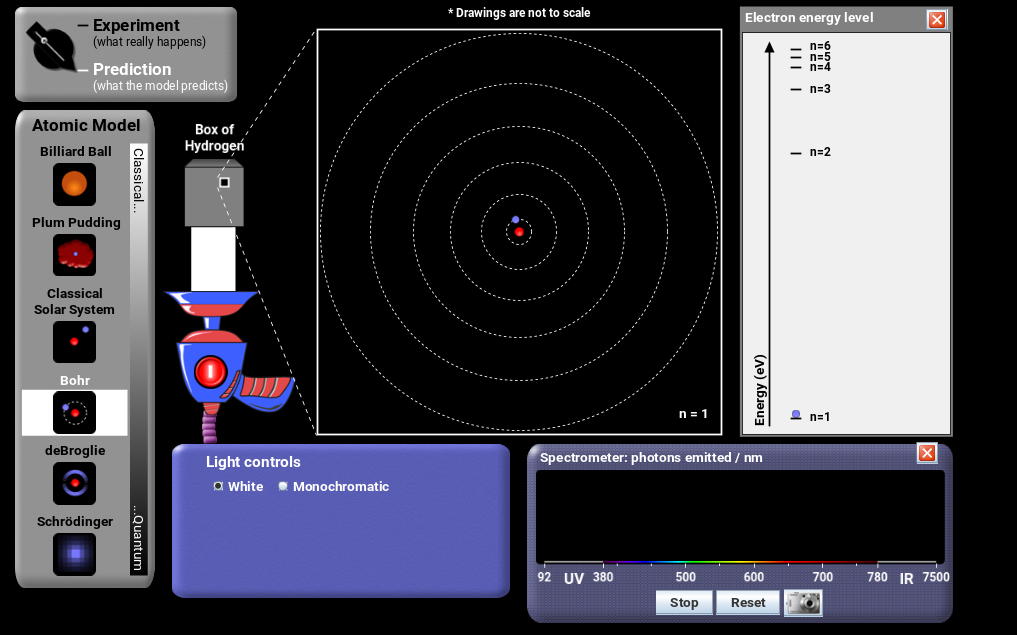 * Drawings are not to scale
Experiment
(what really happens)
Prediction
(what the model predicts)
Atomic Model
Billiard Ball
Plum Pudding
Classical
Solar System
Bohr
deBroglie
Schrödinger
Classical...
...Quantum
Box of
Hydrogen
n = 1
Electron energy level
n=6
n=5
n=4
n=3
n=2
n=1
Energy (eV)
Light controls
White
Monochromatic
Spectrometer: photons emitted / nm
92 UV 380 500 600 700 780 IR 7500
Stop Reset